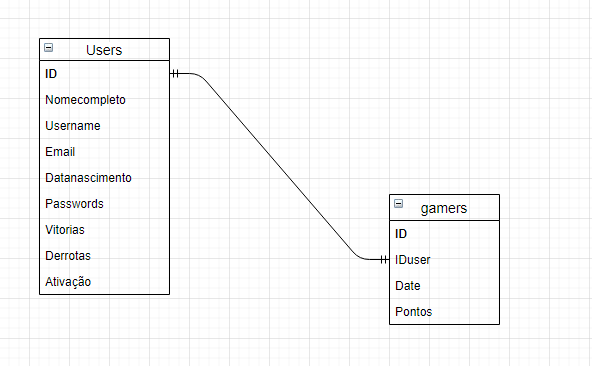 Users
ID
Nomecompleto
Username
Email
Datanascimento
Passwords
Vitorias
Derrotas
Ativação
gamers
ID
IDuser
Date
Pontos